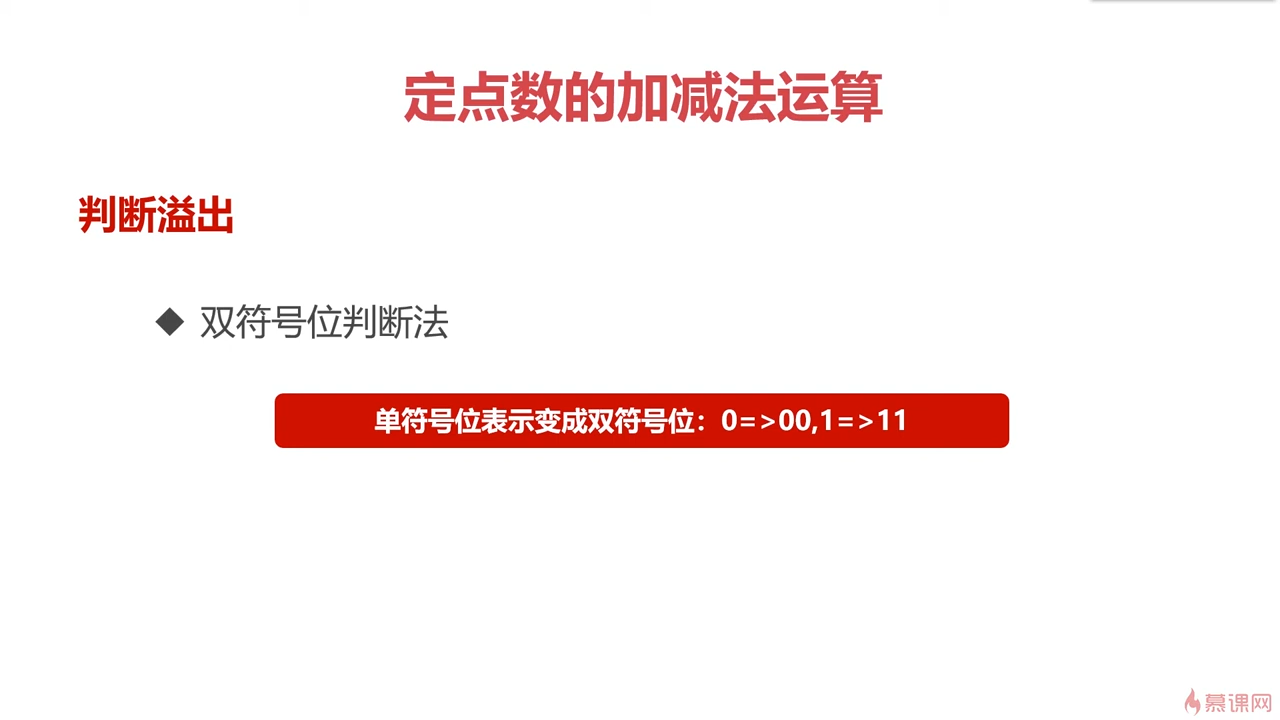 定点数的加减法运算
判断溢出
◆ 双符号位判断法
单符号位表示变成双符号位：0=>00,1=>11
慕课网